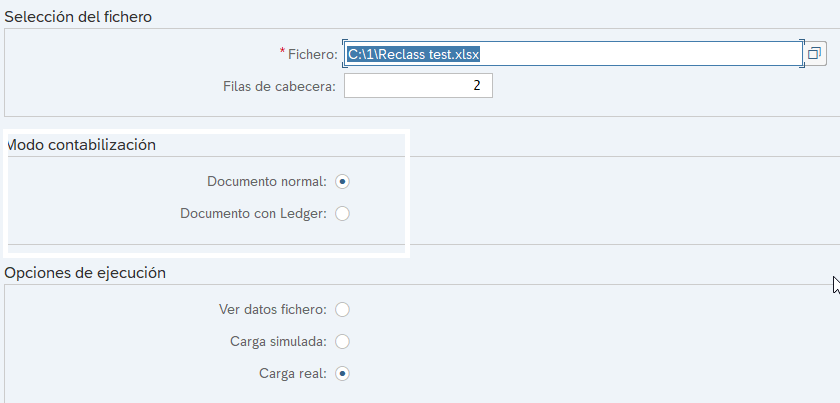 Selección del fichero
* Fichero: C:\1\Reclass test.xlsx
Filas de cabecera: 2
Modo contabilización
Documento normal:
Documento con Ledger:
Opciones de ejecución
Ver datos fichero:
Carga simulada:
Carga real: